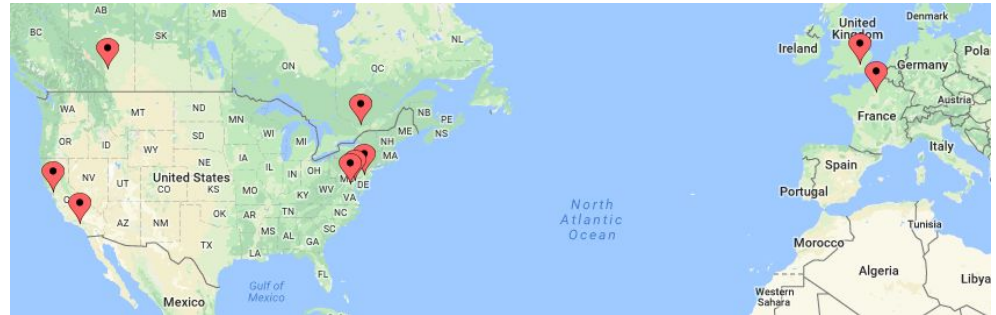 AB
MB
BC
SK
NL
ON
QC
NB
PE
NS
WA
MT
ND
MN
ME
OR
ID
SD
WI
MI
NH
WY
MA
NE
IA
NV
UT
United States
CO
KS
IL
IN
OH
MO
KY
WV
DE
VA
OK
AR
TN
NC
AZ
NM
MS
AL
SC
GA
TX
LA
FL
Gulf of
Mexico
Mexico
North
Atlantic
Ocean
United
Kingdom
Denmark
Ireland
Germany
Austria
France
Italy
Spain
Portugal
Tunisia
Morocco
Algeria
Libya
Western
Sahara